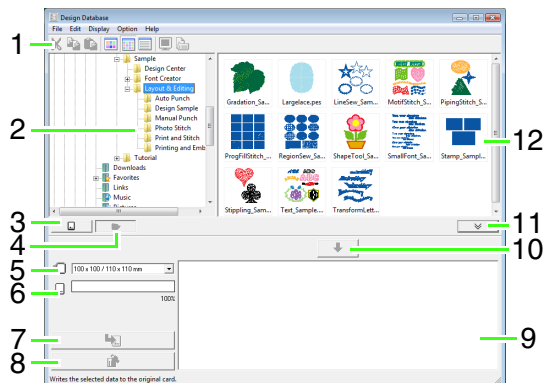 Design Database
File Edit Display Option Help
1
Sample
Design Center
Font Creator
Layout & Editing
Auto Punch
Design Sample
Manual Punch
Photo Stitch
Print and Stitch
Printing and Emb
Tutorial
Downloads
Favorites
Links
Music
2
Gradation_Sa...
Largelace.pes
LineSew_Sam...
MotifStitch_S...
PipingStitch_S...
ProgFillStitch_...
RegionSew_Sa...
ShapeTool_Sa...
SmallFont_Sa...
Stamp_Sampl...
Stippling_Sam...
Text_Sample....
TransformLett...
12
3
4
11
10
5
100 x 100 / 110 x 110 mm
6
100%
7
8
9
Writes the selected data to the original card.